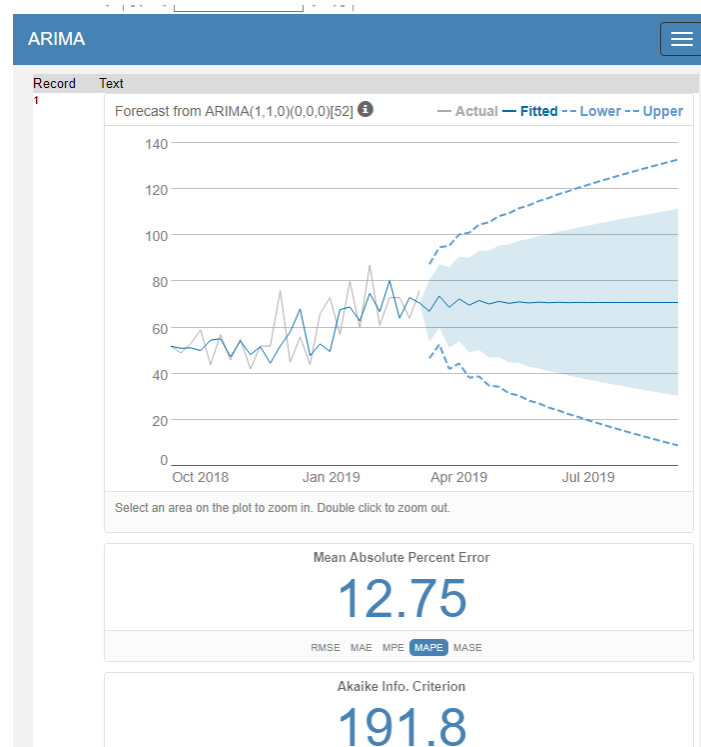 ARIMA
Record Text
1
Forecast from ARIMA(1,1,0)(0,0,0)[52] — Actual — Fitted -- Lower -- Upper
140
120
100
80
60
40
20
0
Oct 2018 Jan 2019 Apr 2019 Jul 2019
Select an area on the plot to zoom in. Double click to zoom out.
Mean Absolute Percent Error
12.75
RMSE MAE MPE MAPE MASE
Akaike Info. Criterion
191.8